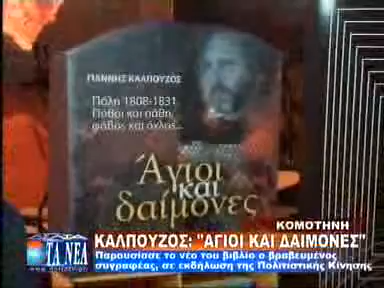 ΓΙΑΝΝΗΣ ΚΑΛΠΟΥΖΟΣ
Πόλη 1808-1831
Πόθοι και πάθη,
φόβος και όχλος...
Άγιοι
και
δαίμονες
ΚΟΜΟΤΗΝΗ
ΤΑ ΝΕΑ
ΚΑΛΠΟΥΖΟΣ: "ΑΓΙΟΙ ΚΑΙ ΔΑΙΜΟΝΕΣ"
Παρουσίασε το νέο του βιβλίο ο βραβευμένος
συγραφέας, σε εκδήλωση της Πολιτιστικής Κίνησης